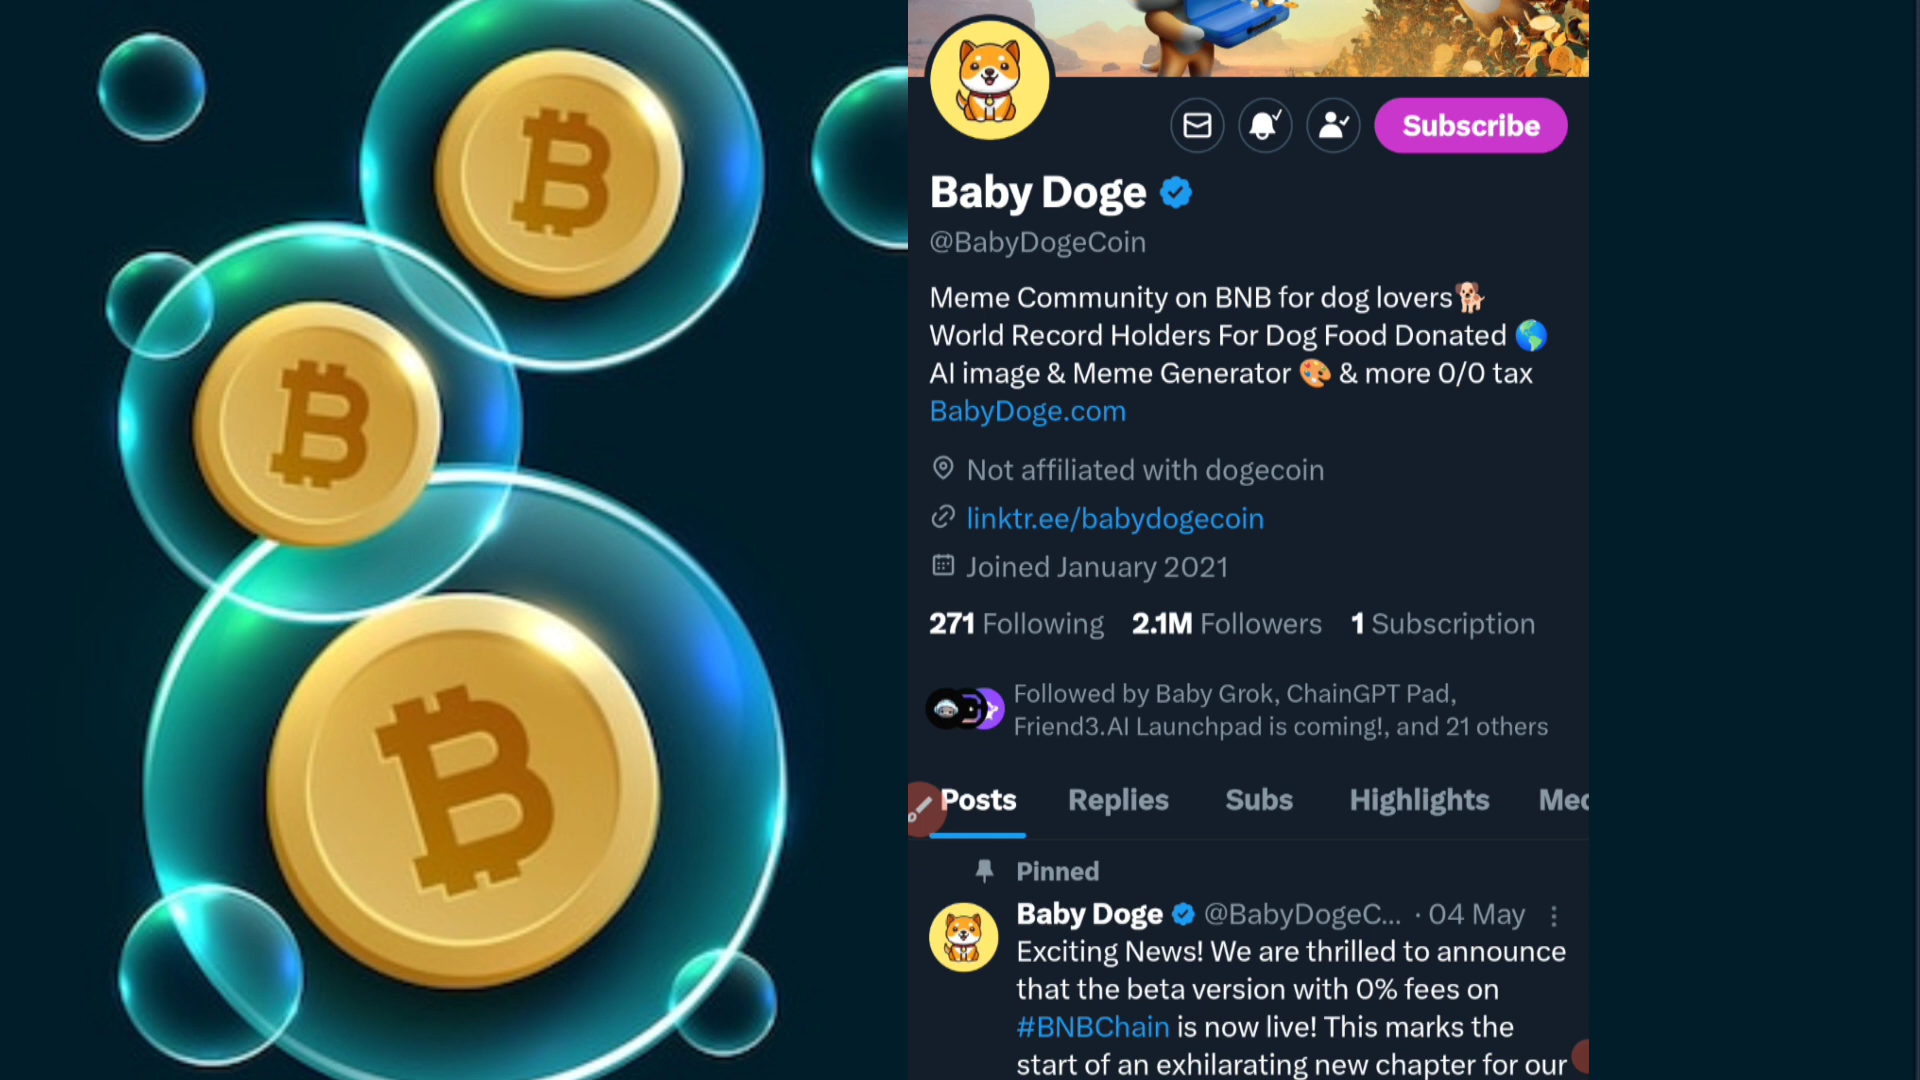 Subscribe
Baby Doge
@BabyDogeCoin
Meme Community on BNB for dog lovers🐕
World Record Holders For Dog Food Donated 🌎
AI image & Meme Generator 🎨 & more 0/0 tax
BabyDoge.com
Not affiliated with dogecoin
linktr.ee/babydogecoin
Joined January 2021
271 Following 2.1M Followers 1 Subscription
Followed by Baby Grok, ChainGPT Pad,
Friend3.AI Launchpad is coming!, and 21 others
Posts Replies Subs Highlights Med
Pinned
Baby Doge @BabyDogeC... · 04 May
Exciting News! We are thrilled to announce
that the beta version with 0% fees on
#BNBChain is now live! This marks the
start of an exhilarating new chapter for our